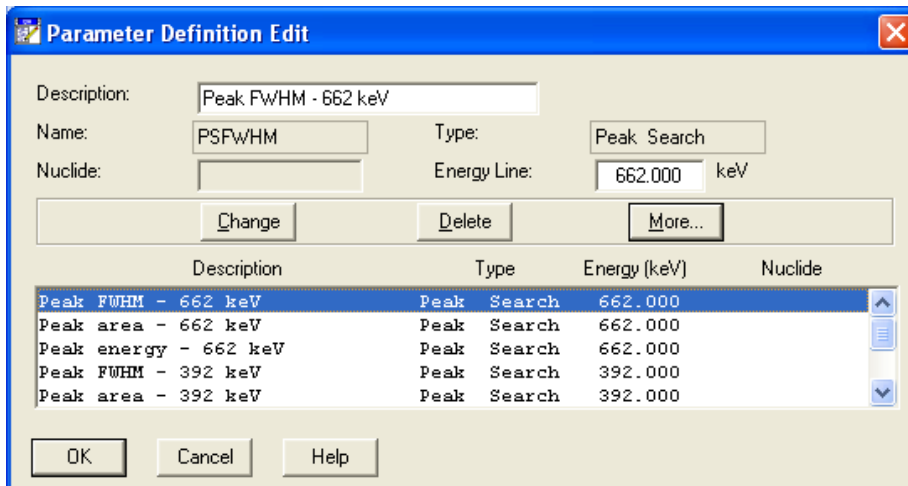 Parameter Definition Edit
Description: Peak FWHM - 662 keV
Name: PSFWHM Type: Peak Search
Nuclide: Energy Line: 662.000 keV
Change Delete More...
Description Type Energy (keV) Nuclide
Peak FWHM - 662 keV Peak Search 662.000
Peak area - 662 keV Peak Search 662.000
Peak energy - 662 keV Peak Search 662.000
Peak FWHM - 392 keV Peak Search 392.000
Peak area - 392 keV Peak Search 392.000
OK Cancel Help